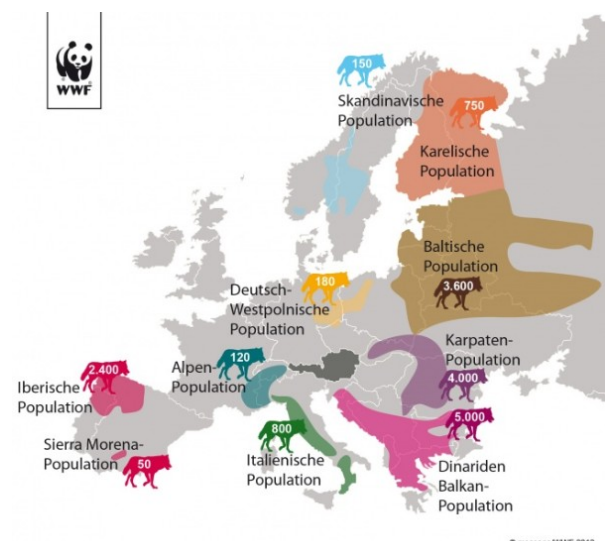 WWF
150
Skandinavische
Population
750
Karelische
Population
Baltische
Population
3.600
180
Deutsch-
Westpolnische
Population
Karpaten-
Population
4.000
120
Alpen-
Population
2.400
Iberische
Population
5.000
Sierra Morena-
Population
50
800
Italienische
Population
Dinariden
Balkan-
Population